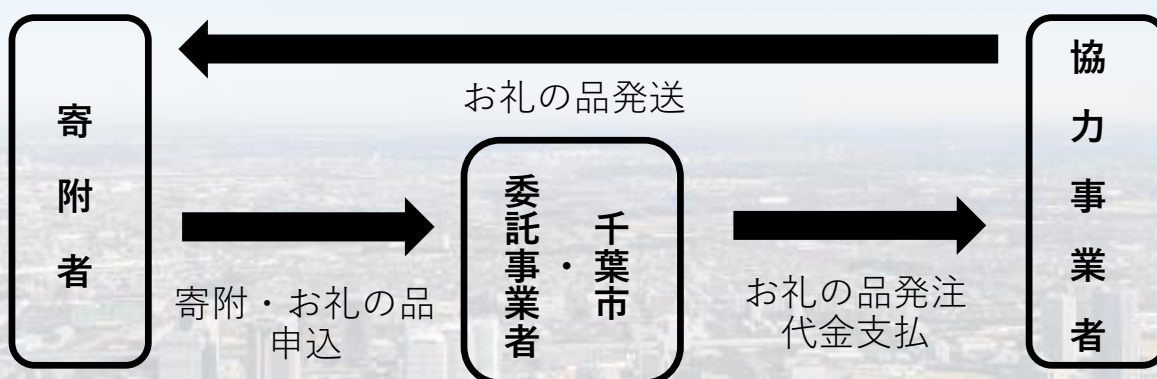 寄附者
お礼の品発送
協力事業者
千葉市
・
委託事業者
寄附・お礼の品
申込
お礼の品発注
代金支払